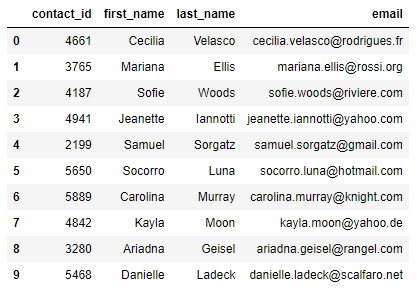 contact_id first_name last_name email
0 4661 Cecilia Velasco cecilia.velasco@rodrigues.fr
1 3765 Mariana Ellis mariana.ellis@rossi.org
2 4187 Sofie Woods sofie.woods@riviere.com
3 4941 Jeanette Iannotti jeanette.iannotti@yahoo.com
4 2199 Samuel Sorgatz samuel.sorgatz@gmail.com
5 5650 Socorro Luna socorro.luna@hotmail.com
6 5889 Carolina Murray carolina.murray@knight.com
7 4842 Kayla Moon kayla.moon@yahoo.de
8 3280 Ariadna Geisel ariadna.geisel@rangel.com
9 5468 Danielle Ladeck danielle.ladeck@scalfaro.net